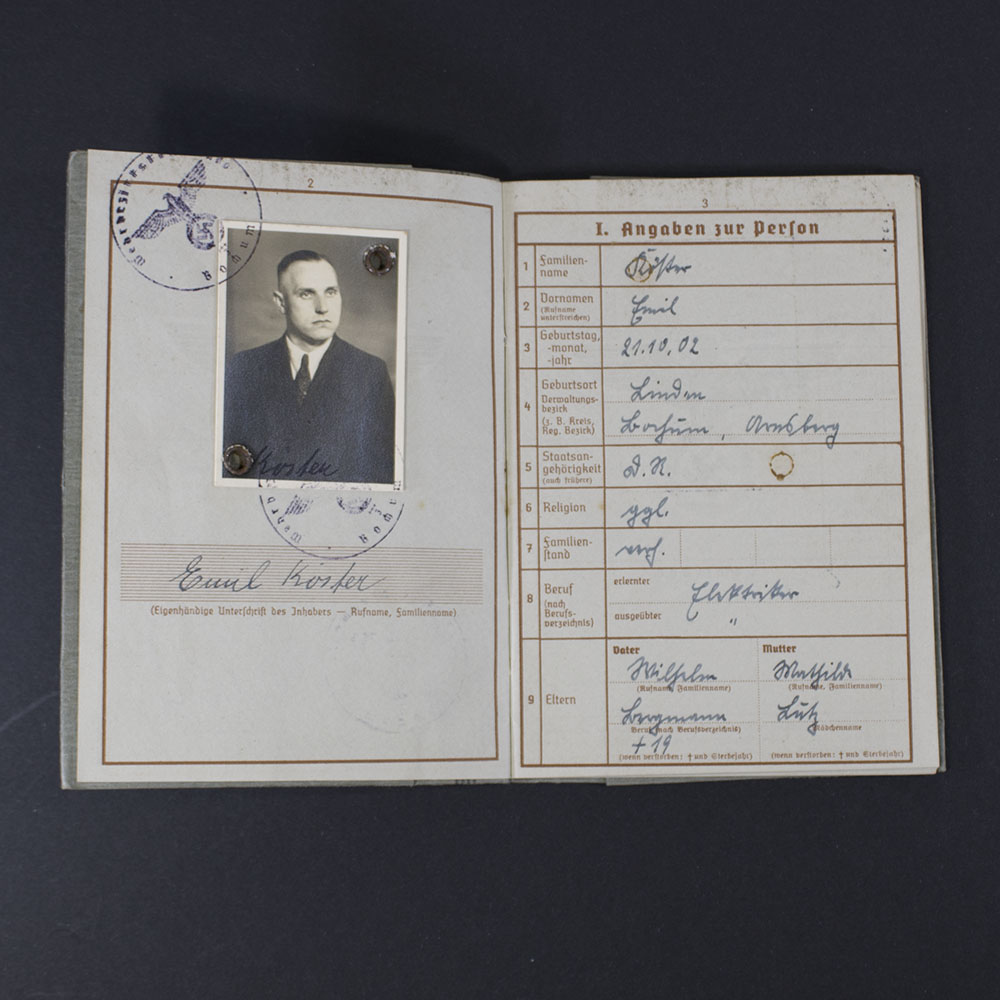 2
Bochum
Köster
Emil Köster
(Eigenhändige Unterschrift des Inhabers — Rufname, Familienname)
3
I. Angaben zur Person
1 Familien-
name
Köster
2 Vornamen
(Rufname
unterstreichen)
Emil
3 Geburtstag,
-monat,
-jahr
21.10.02
4 Geburtsort
Verwaltungs-
bezirk
(z. B. Kreis,
Reg. Bezirk)
Linden
Bochum, Arnsberg
5 Staatsan-
gehörigkeit
(auch frühere)
D.R.
6 Religion
ggl.
7 Familien-
stand
verh.
8 Beruf
(nach
Berufs-
verzeichnis)
erlernter
Elektriker
ausgeübter
"
9 Eltern
Vater
Wilhelm
(Rufname, Familienname)
Bergmann
Beruf (nach Berufsverzeichnis)
† 19
(wenn verstorben: † und Sterbejahr)
Mutter
Mathilde
(Rufname, Familienname)
Lutz
Mädchenname
(wenn verstorben: † und Sterbejahr)